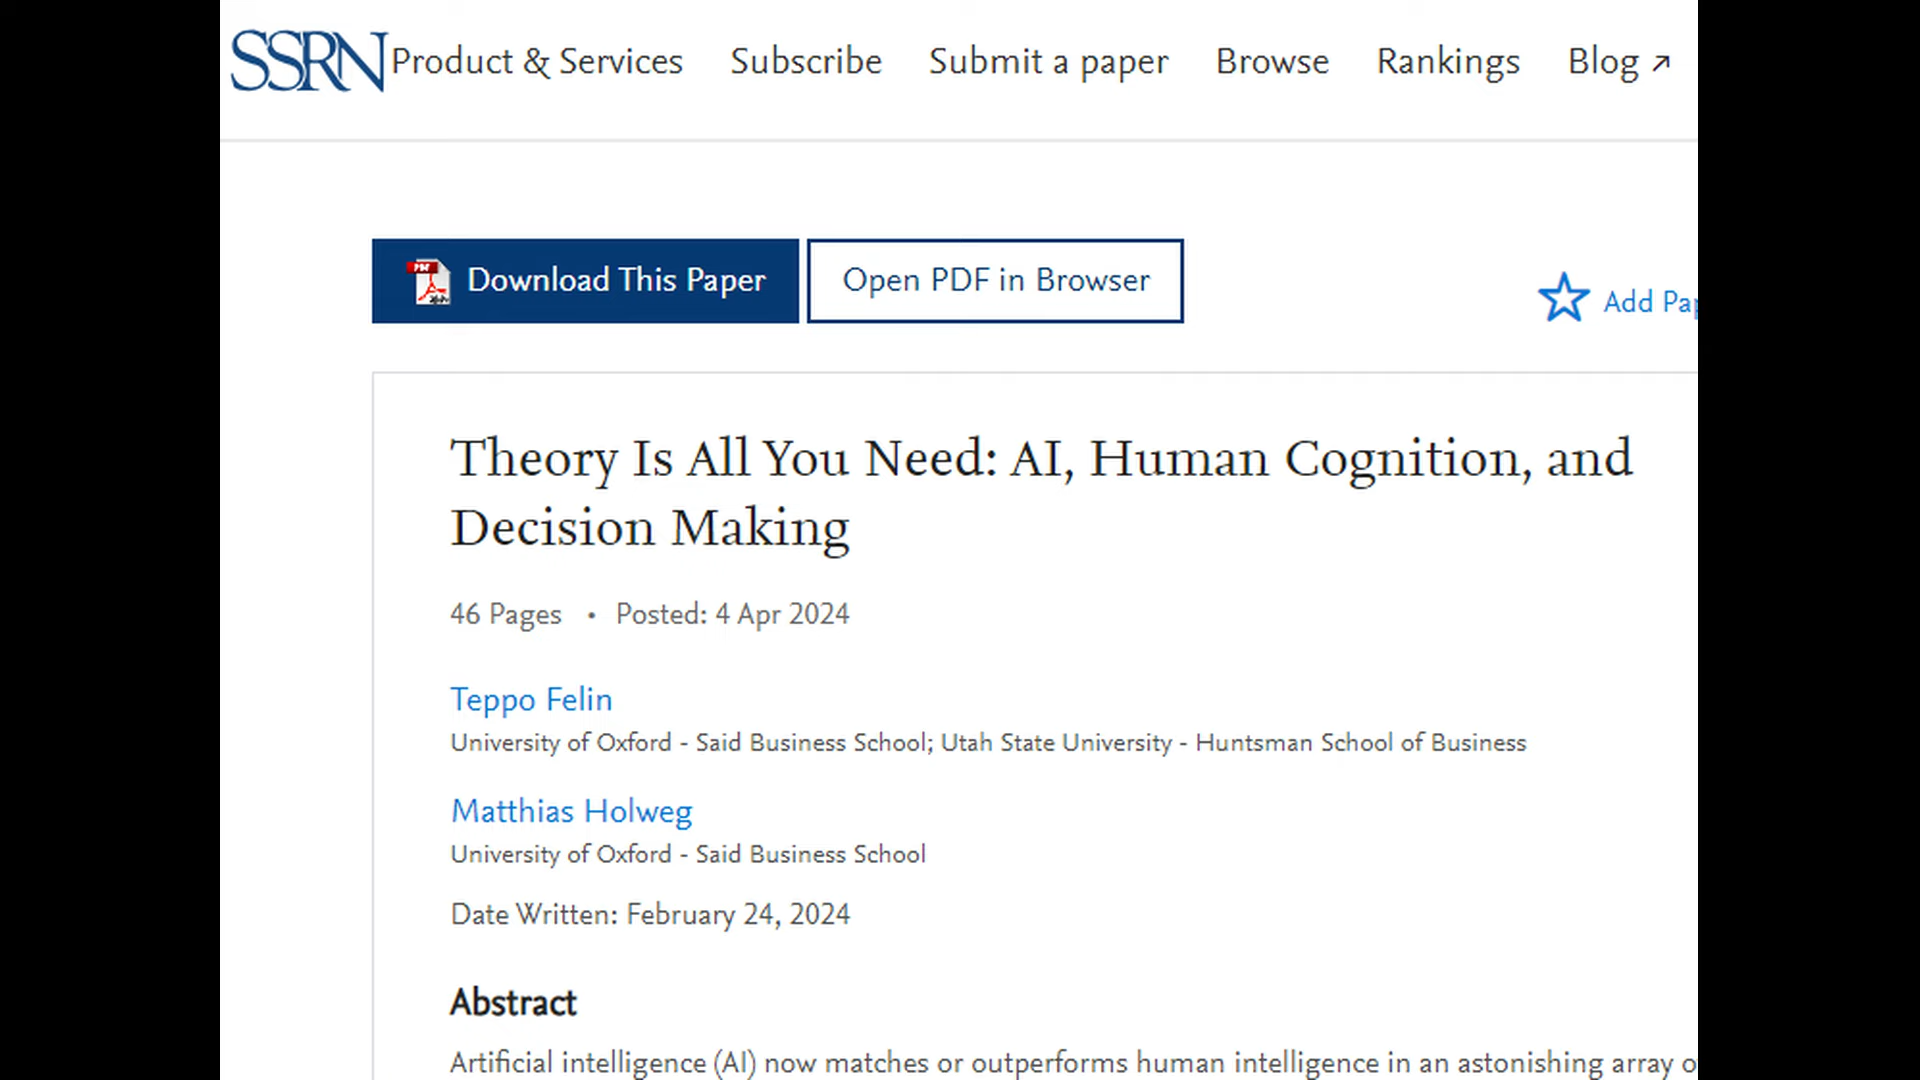 SSRN Product & Services Subscribe Submit a paper Browse Rankings Blog ↗
Download This Paper Open PDF in Browser
Add
Theory Is All You Need: AI, Human Cognition, and
Decision Making
46 Pages • Posted: 4 Apr 2024
Teppo Felin
University of Oxford - Said Business School; Utah State University - Huntsman School of Business
Matthias Holweg
University of Oxford - Said Business School
Date Written: February 24, 2024
Abstract
Artificial intelligence (AI) now matches or outperforms human intelligence in an astonishing array